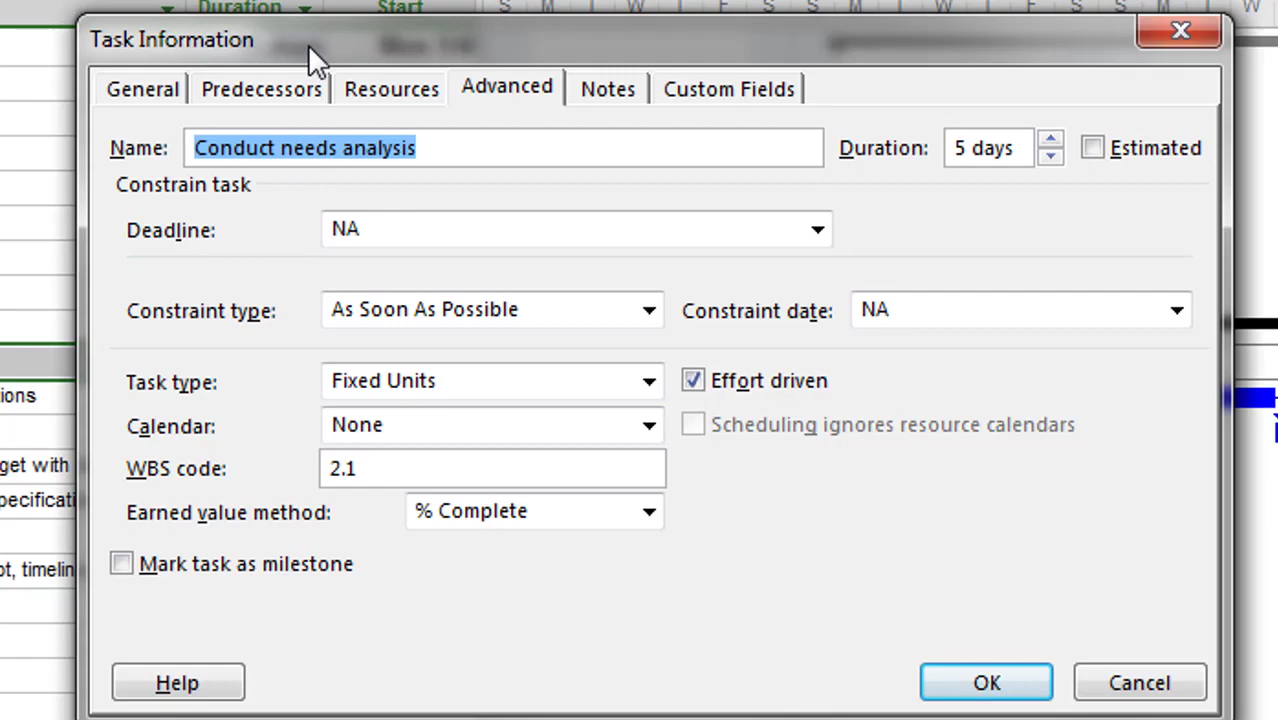 Duration Start S M W F S S W
Task Information
General Predecessors Resources Advanced Notes Custom Fields
Name: Conduct needs analysis Duration: 5 days Estimated
Constrain task
Deadline: NA
Constraint type: As Soon As Possible Constraint date: NA
Task type: Fixed Units Effort driven
ions
Calendar: None Scheduling ignores resource calendars
get with WBS code: 2.1
pecificati
Earned value method: % Complete
ot, timelin Mark task as milestone
Help OK Cancel